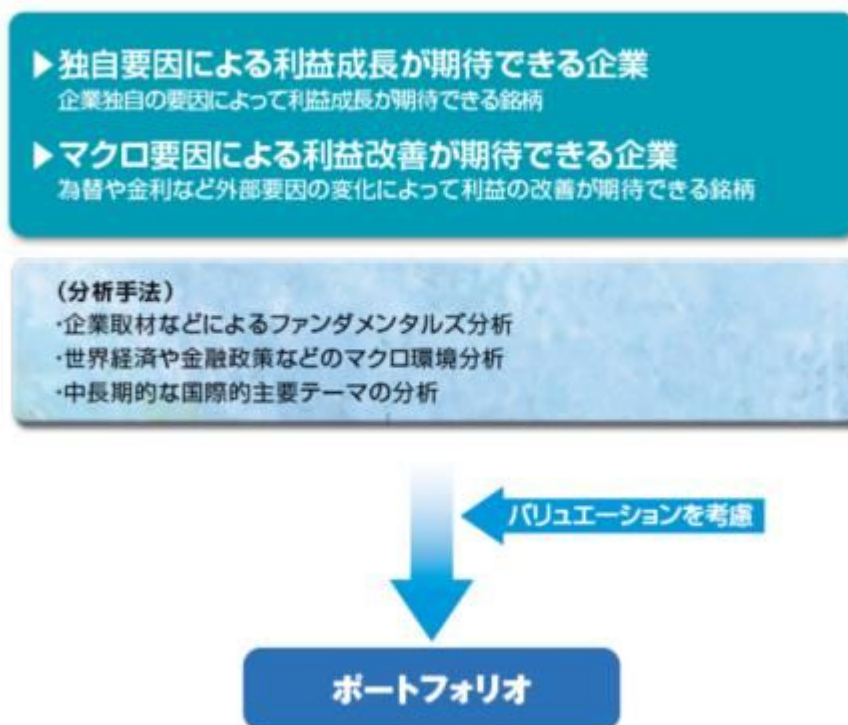 ▶独自要因による利益成長が期待できる企業
企業独自の要因によって利益成長が期待できる銘柄
▶マクロ要因による利益改善が期待できる企業
為替や金利など外部要因の変化によって利益の改善が期待できる銘柄
(分析手法)
・企業取材などによるファンダメンタルズ分析
・世界経済や金融政策などのマクロ環境分析
・中長期的な国際的主要テーマの分析
バリュエーションを考慮
ポートフォリオ